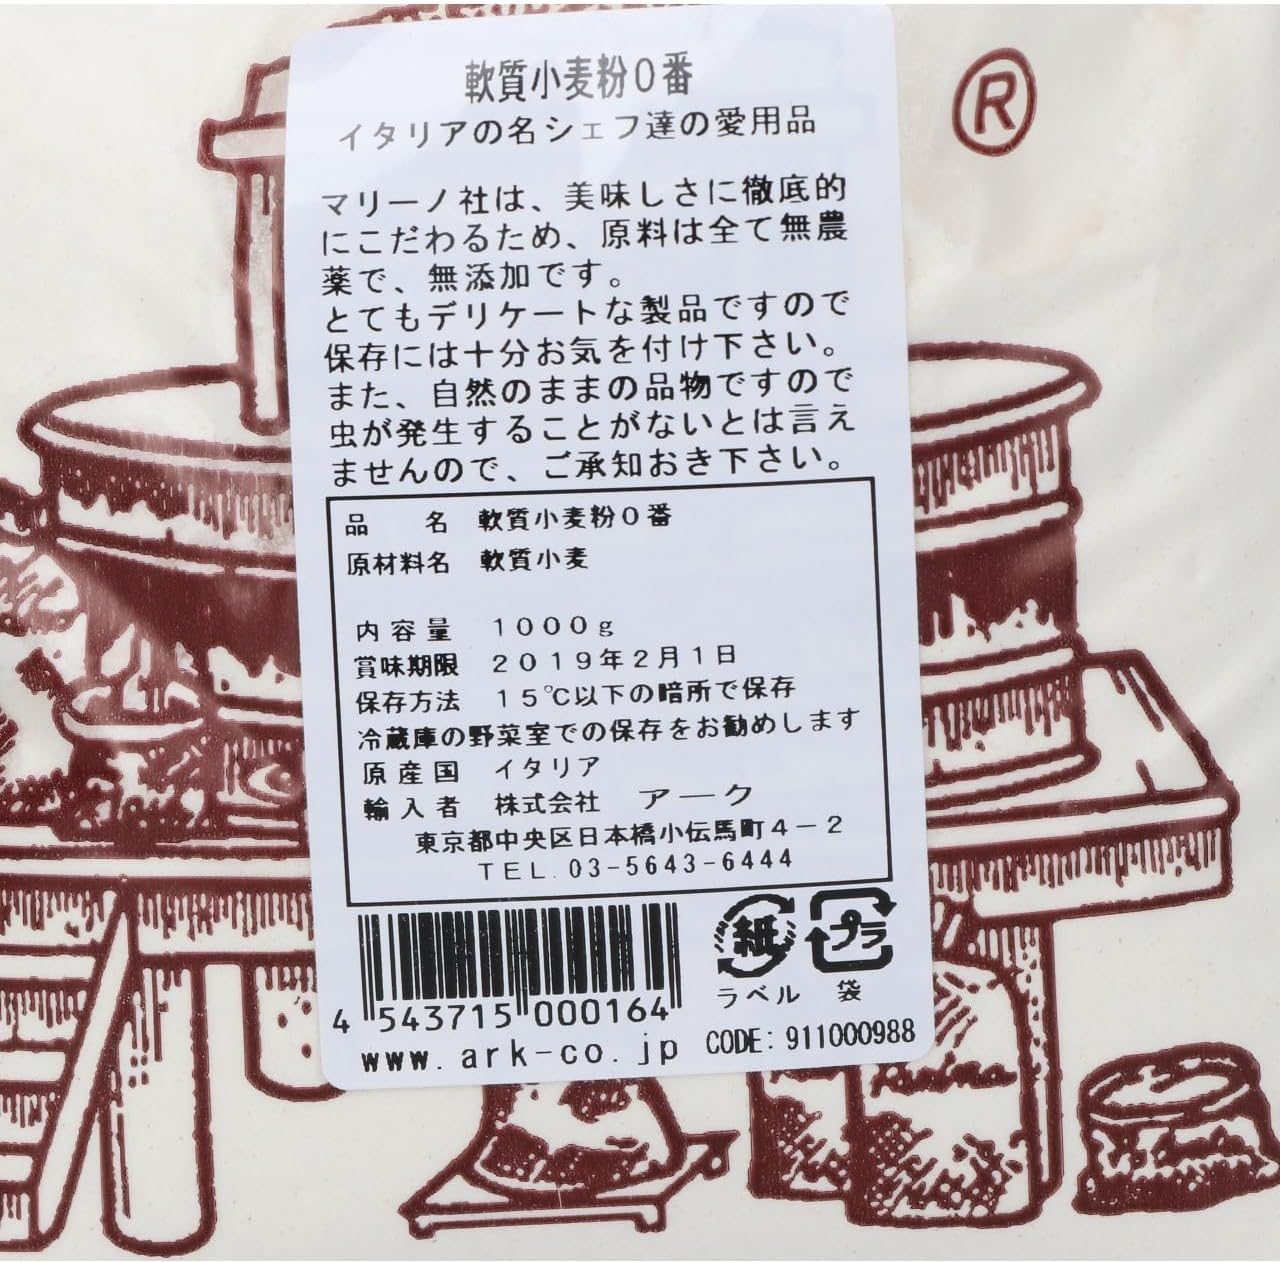 ®
軟質小麦粉０番
イタリアの名シェフ達の愛用品
マリーノ社は、美味しさに徹底的
にこだわるため、原料は全て無農
薬で、無添加です。
とてもデリケートな製品ですので
保存には十分お気を付け下さい。
また、自然のままの品物ですので
虫が発生することがないとは言え
ませんので、ご承知おき下さい。
品　　名　軟質小麦粉０番
原材料名　軟質小麦
内容量　１０００ｇ
賞味期限　２０１９年２月１日
保存方法　１５℃以下の暗所で保存
冷蔵庫の野菜室での保存をお勧めします
原産国　イタリア
輸入者　株式会社　アーク
東京都中央区日本橋小伝馬町４－２
ＴＥＬ．03-5643-6444
4 543715 000164
紙 プラ
ラベル 袋
www.ark-co.jp CODE: 911000988